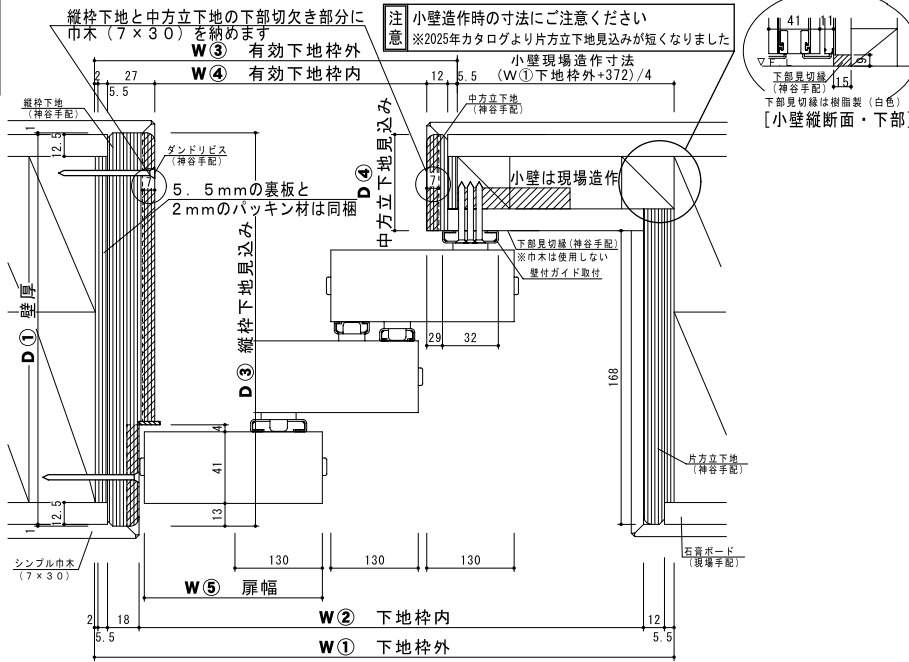 縦枠下地と中方立下地の下部切欠き部分に
巾木（7×30）を納めます
注意
小壁造作時の寸法にご注意ください
※2025年カタログより片方立下地見込みが短くなりました
W③ 有効下地枠外
W④ 有効下地枠内
小壁現場造作寸法
(W①下地枠外+372)/4
2
27
5.5
12
5.5
41
11
9
15
下部見切縁
(神谷手配)
下部見切縁は樹脂製（白色）
[小壁縦断面・下部]
縦枠下地
(神谷手配)
1
12.5
ダンドリビス
(神谷手配)
7
5.5mmの裏板と
2mmのパッキン材は同梱
中方立下地
(神谷手配)
7
D④
中方立下地見込み
小壁は現場造作
下部見切縁(神谷手配)
※巾木は使用しない
壁付ガイド取付
D① 壁厚
D③ 縦枠下地見込み
29
32
168
4
41
13
片方立下地
(神谷手配)
12.5
1
シンプル巾木
(7×30)
石膏ボード
(現場手配)
130
130
130
W⑤ 扉幅
2
18
5.5
W② 下地枠内
12
5.5
W① 下地枠外